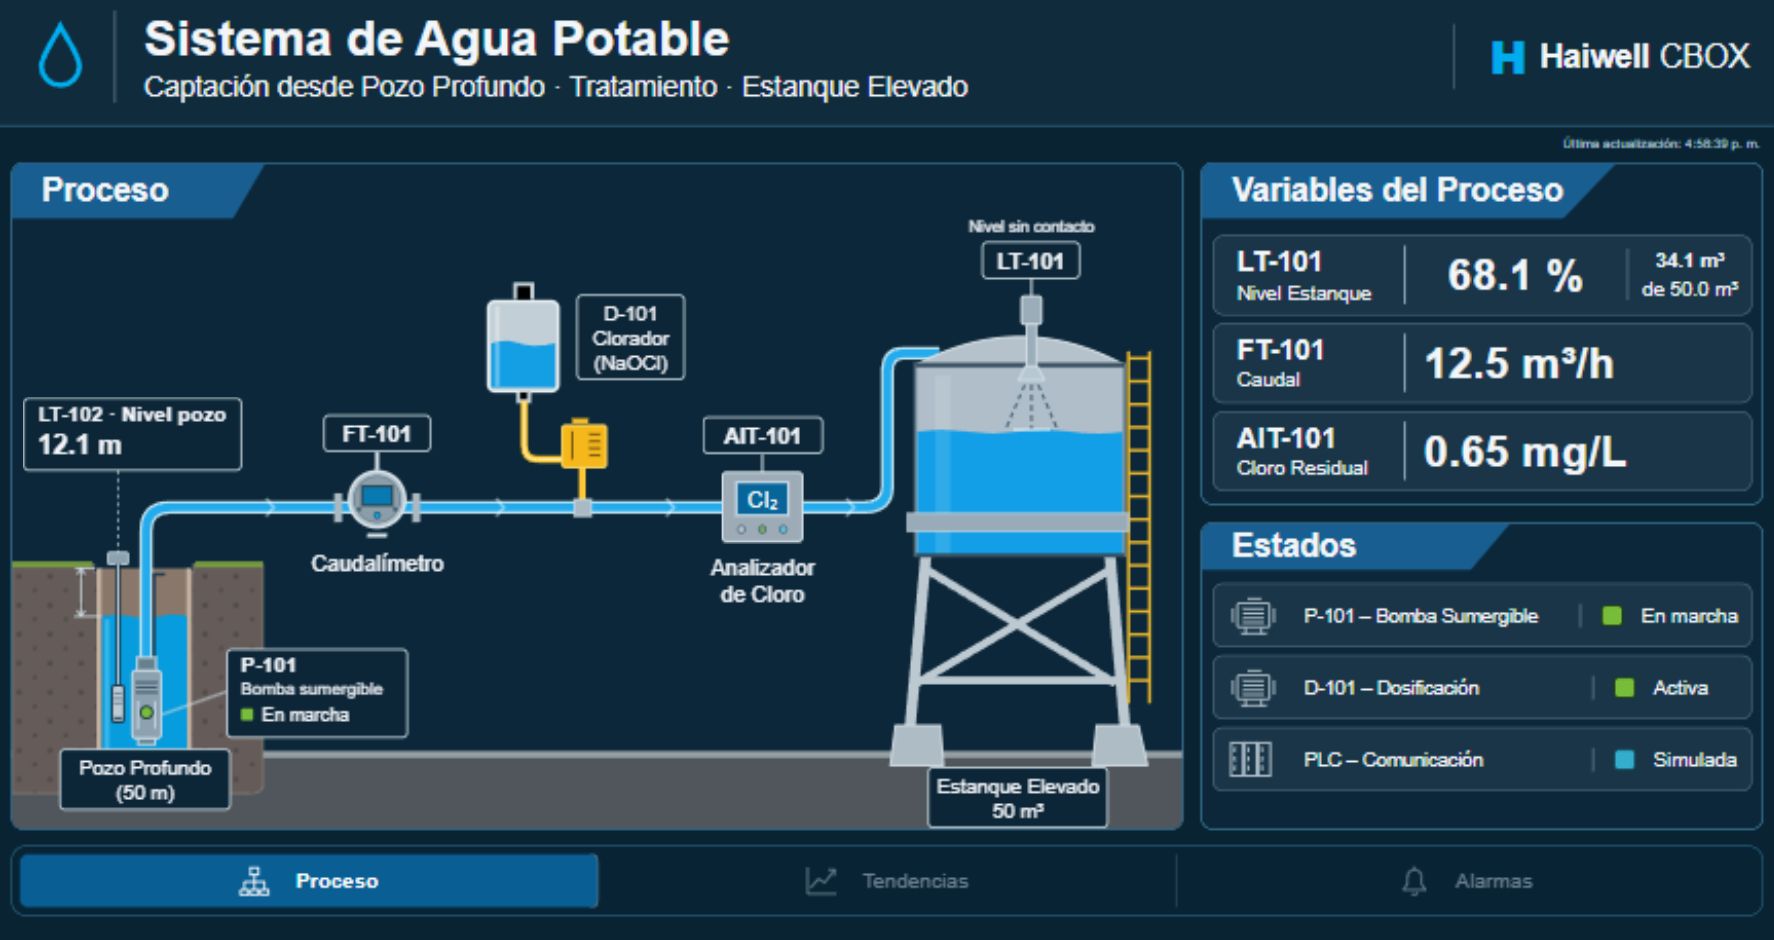 Sistema de Agua Potable
Captación desde Pozo Profundo · Tratamiento · Estanque Elevado
H Haiwell CBOX
Última actualización: 4:58:39 p. m.
Proceso
Nivel sin contacto
LT-101
D-101
Clorador
(NaOCl)
LT-102 - Nivel pozo
12.1 m
FT-101
AIT-101
Cl₂
Caudalímetro
Analizador
de Cloro
P-101
Bomba sumergible
En marcha
Pozo Profundo
(50 m)
Estanque Elevado
50 m³
Variables del Proceso
LT-101
Nivel Estanque
68.1 %
34.1 m³
de 50.0 m³
FT-101
Caudal
12.5 m³/h
AIT-101
Cloro Residual
0.65 mg/L
Estados
P-101 – Bomba Sumergible En marcha
D-101 – Dosificación Activa
PLC – Comunicación Simulada
Proceso Tendencias Alarmas